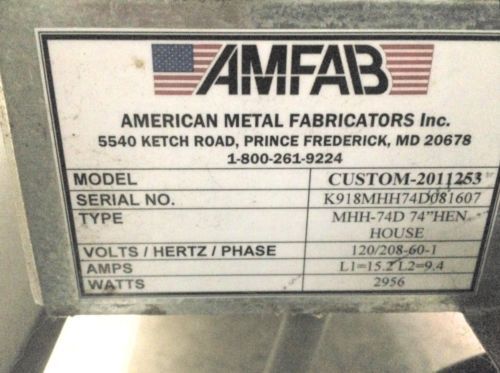 AMFAB
AMERICAN METAL FABRICATORS Inc.
5540 KETCH ROAD, PRINCE FREDERICK, MD 20678
1-800-261-9224
MODEL CUSTOM-2011253
SERIAL NO. K918MHH74D081607
TYPE MHH-74D 74"HEN
HOUSE
VOLTS / HERTZ / PHASE 120/208-60-1
AMPS L1=15.2 L2=9.4
WATTS 2956